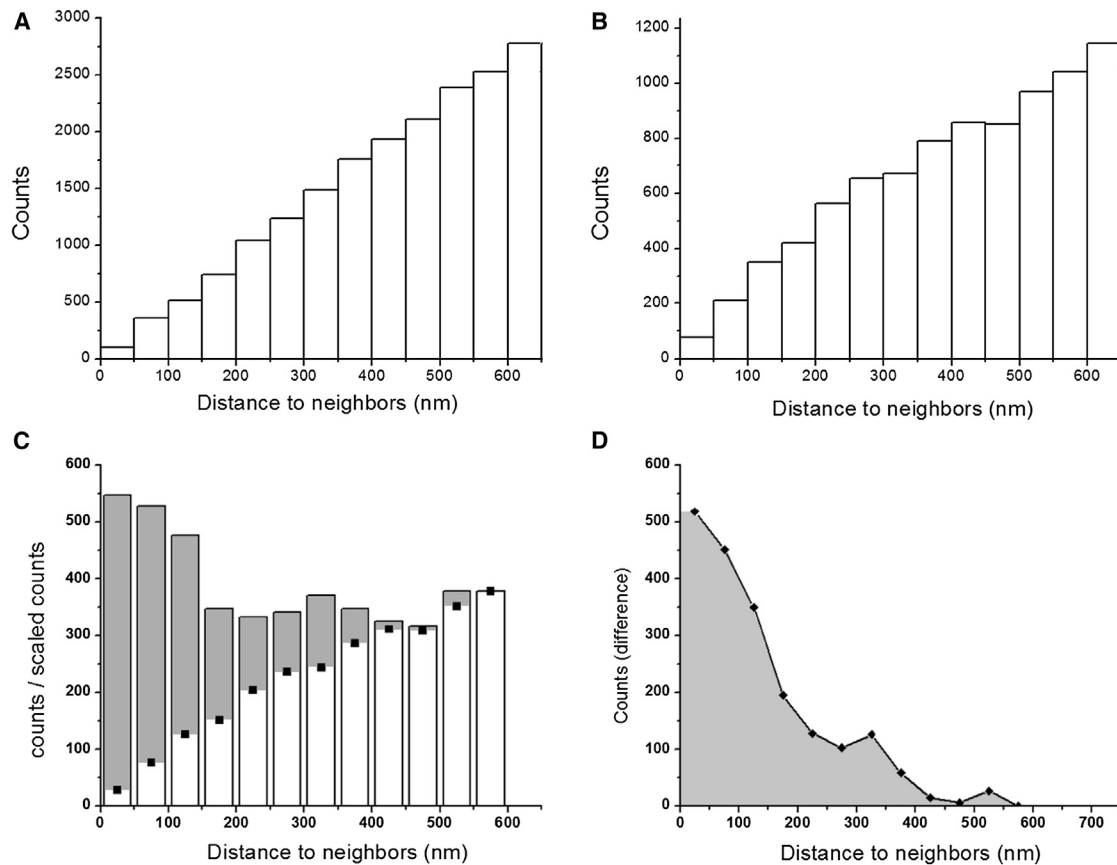 A
3000
2500
2000
1500
1000
500
0
Counts
0 100 200 300 400 500 600
Distance to neighbors (nm)
B
1200
1000
800
600
400
200
0
Counts
0 100 200 300 400 500 600
Distance to neighbors (nm)
C
600
500
400
300
200
100
0
counts / scaled counts
0 100 200 300 400 500 600
Distance to neighbors (nm)
D
600
500
400
300
200
100
0
Counts (difference)
0 100 200 300 400 500 600 700
Distance to neighbors (nm)